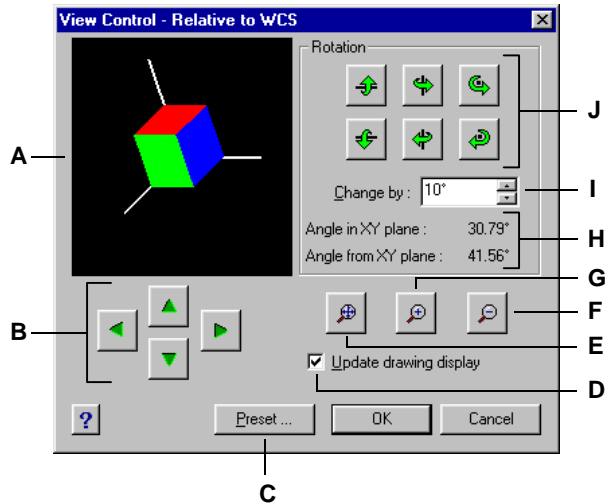 View Control - Relative to WCS
Rotation
J
A
Change by : 10°
I
Angle in XY plane : 30.79°
H
Angle from XY plane : 41.56°
G
B
F
E
Update drawing display
D
?
Preset ...
OK
Cancel
C